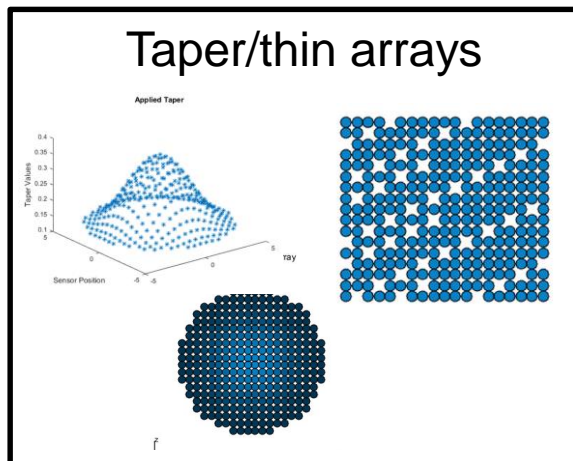 Taper/thin arrays
Applied Taper
0.4
0.35
0.3
0.25
0.2
0.15
0.1
Taper Values
5
0
-5
Sensor Position
-5
0
5
rray
z